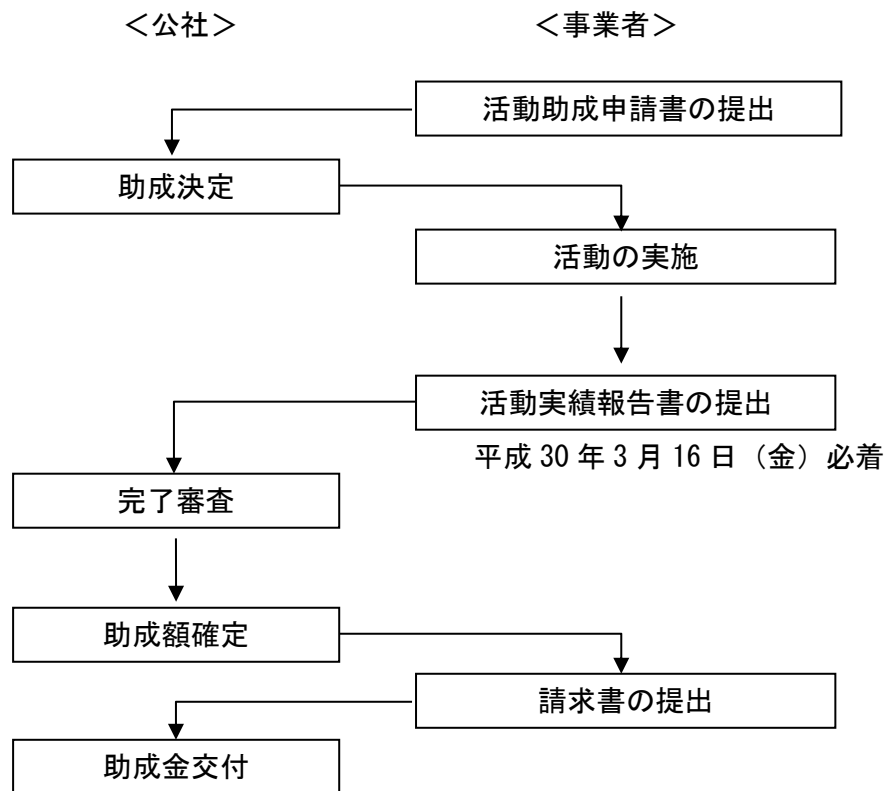 ＜公社＞ ＜事業者＞
活動助成申請書の提出
助成決定
活動の実施
活動実績報告書の提出
平成 30 年 3 月 16 日（金）必着
完了審査
助成額確定
請求書の提出
助成金交付